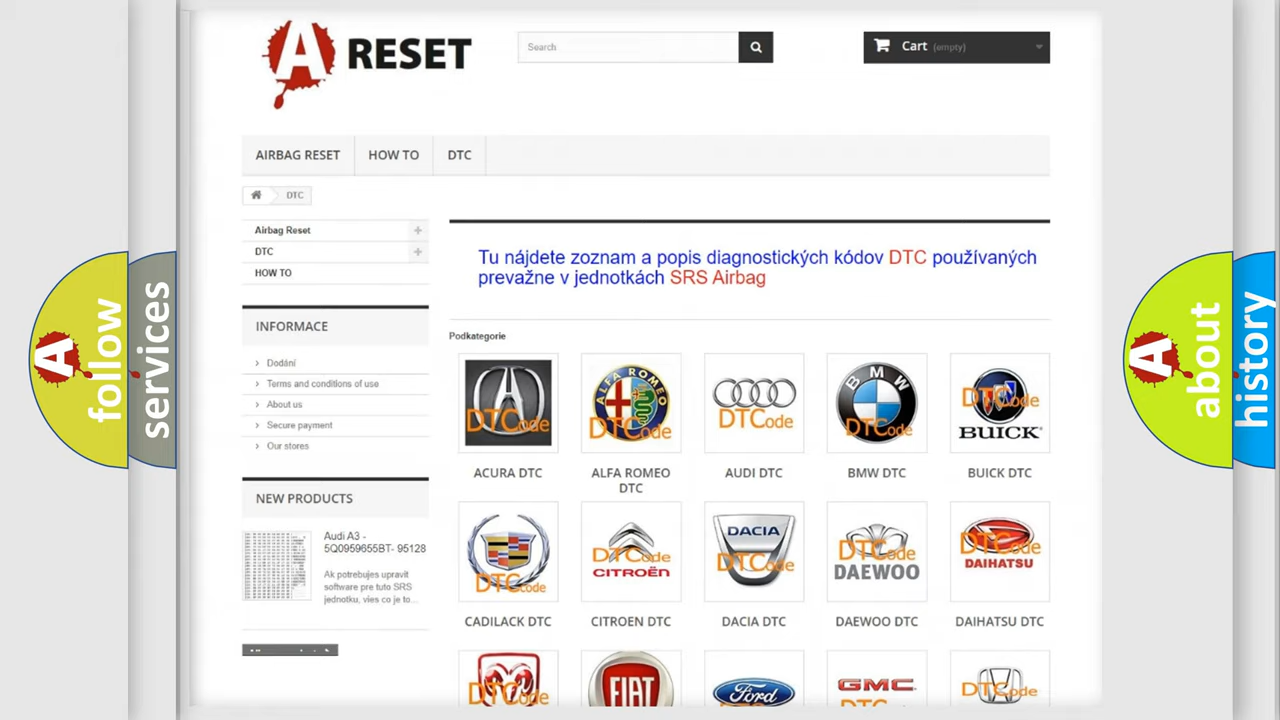 A RESET
Search
Cart (empty)
AIRBAG RESET
HOW TO
DTC
DTC
Airbag Reset
DTC
HOW TO
Tu nájdete zoznam a popis diagnostických kódov DTC používaných
prevažne v jednotkách SRS Airbag
INFORMACE
Dodání
Terms and conditions of use
About us
Secure payment
Our stores
Podkategorie
DTCode
ALFA ROMEO
DTCode
DTCode
BMW
DTCode
DTCode
BUICK
ACURA DTC
ALFA ROMEO
DTC
AUDI DTC
BMW DTC
BUICK DTC
NEW PRODUCTS
Audi A3 -
5Q0959655BT- 95128
Ak potrebujes upravit
software pre tuto SRS
jednotku, vies co je to...
DTCode
DTCode
CITROËN
DACIA
DTCode
DTCode
DAEWOO
DTCode
DAIHATSU
CADILACK DTC
CITROEN DTC
DACIA DTC
DAEWOO DTC
DAIHATSU DTC
DTCode
FIAT
Ford
GMC
DTCode
A follow
services
A about
history